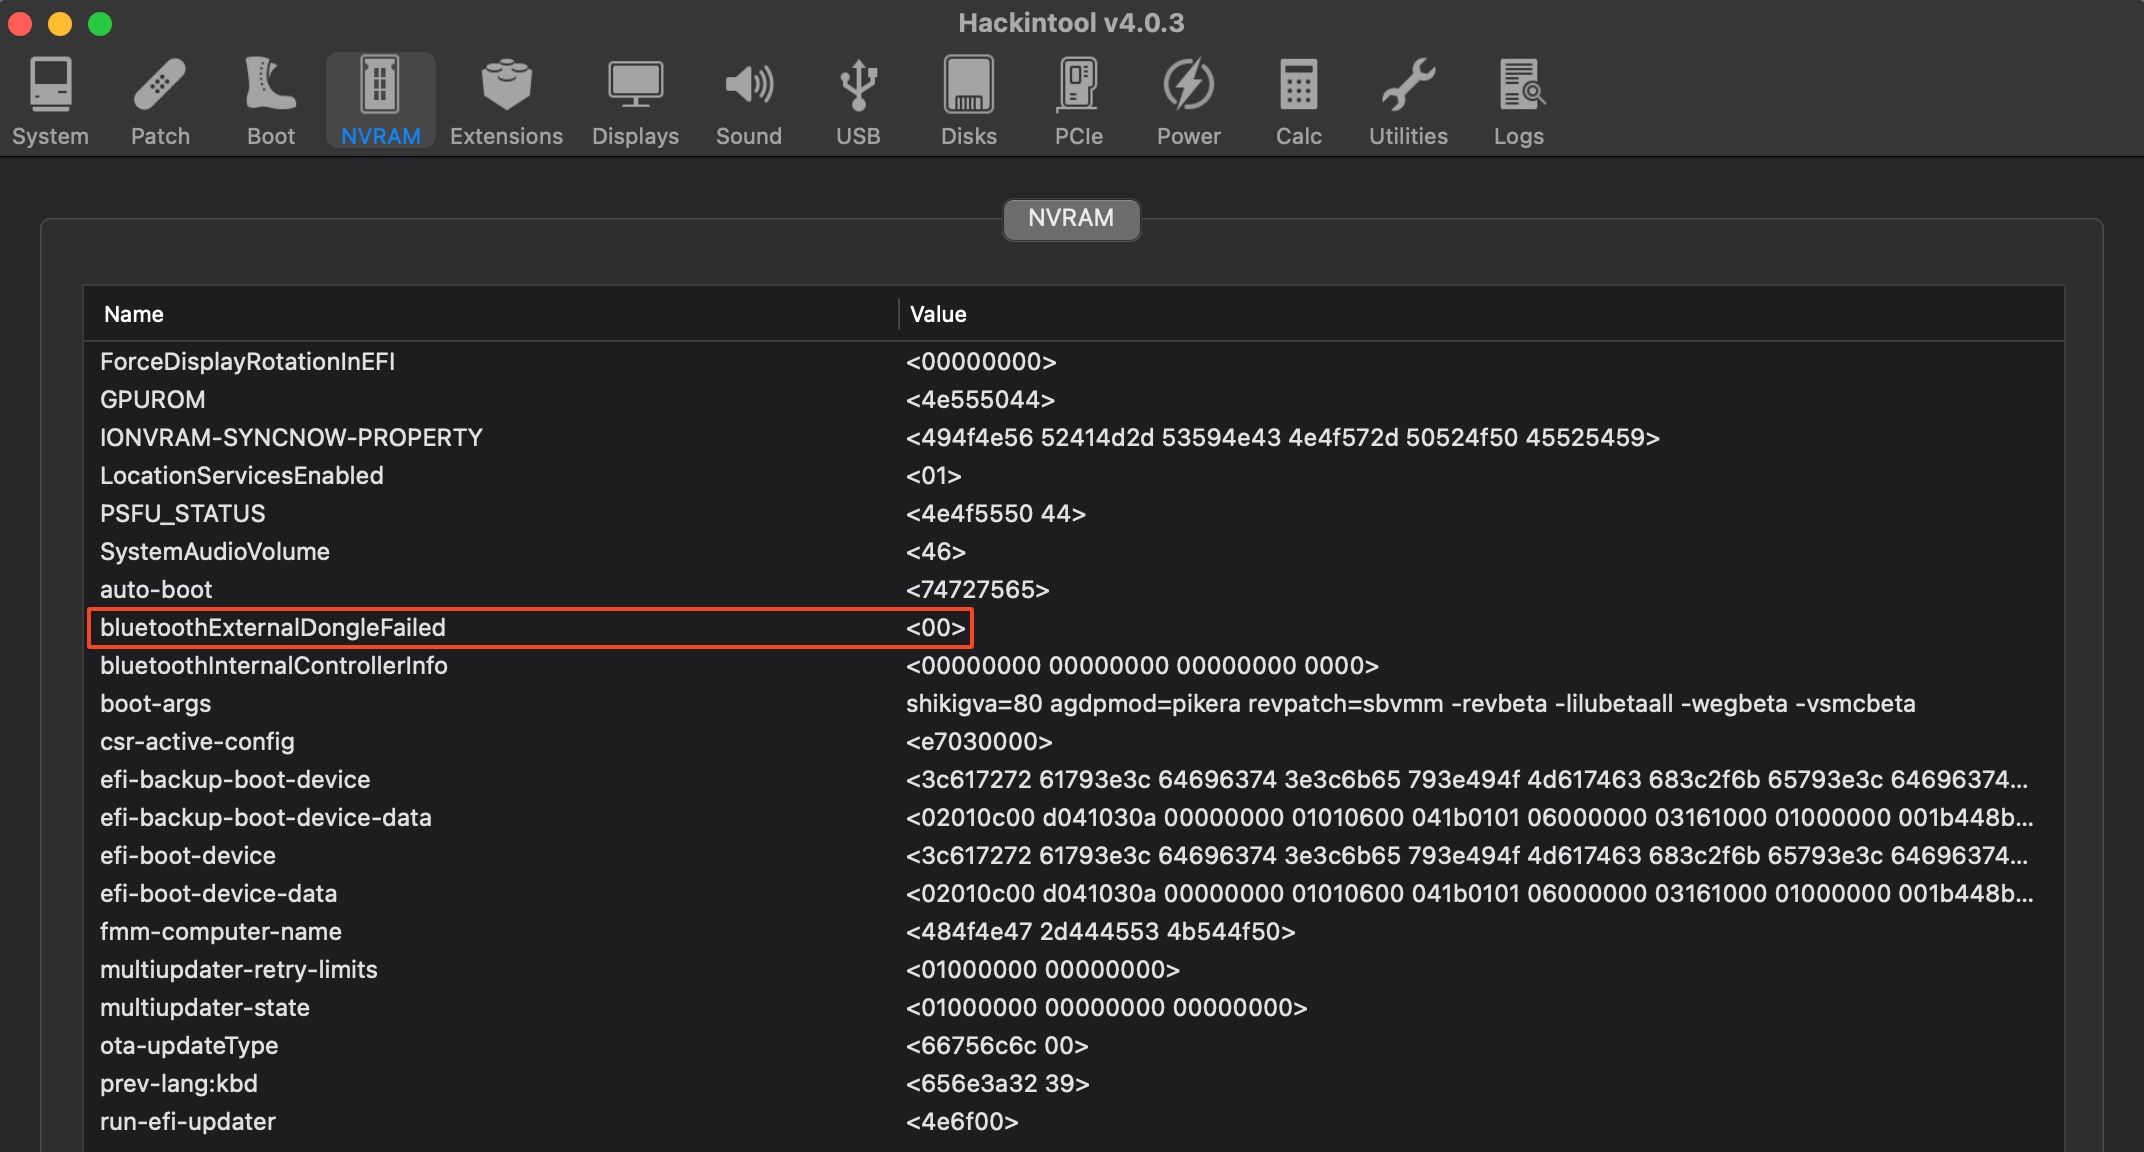 Hackintool v4.0.3
System Patch Boot NVRAM Extensions Displays Sound USB Disks PCIe Power Calc Utilities Logs
NVRAM
Name Value
ForceDisplayRotationInEFI <00000000>
GPUROM <4e555044>
IONVRAM-SYNCNOW-PROPERTY <494f4e56 52414d2d 53594e43 4e4f572d 50524f50 45525459>
LocationServicesEnabled <01>
PSFU_STATUS <4e4f5550 44>
SystemAudioVolume <46>
auto-boot <74727565>
bluetoothExternalDongleFailed <00>
bluetoothInternalControllerInfo <00000000 00000000 00000000 0000>
boot-args shikigva=80 agdpmod=pikera revpatch=sbvmm -revbeta -lilubetaall -wegbeta -vsmcbeta
csr-active-config <e7030000>
efi-backup-boot-device <3c617272 61793e3c 64696374 3e3c6b65 793e494f 4d617463 683c2f6b 65793e3c 64696374...
efi-backup-boot-device-data <02010c00 d041030a 00000000 01010600 041b0101 06000000 03161000 01000000 001b448b...
efi-boot-device <3c617272 61793e3c 64696374 3e3c6b65 793e494f 4d617463 683c2f6b 65793e3c 64696374...
efi-boot-device-data <02010c00 d041030a 00000000 01010600 041b0101 06000000 03161000 01000000 001b448b...
fmm-computer-name <484f4e47 2d444553 4b544f50>
multiupdater-retry-limits <01000000 00000000>
multiupdater-state <01000000 00000000 00000000>
ota-updateType <66756c6c 00>
prev-lang:kbd <656e3a32 39>
run-efi-updater <4e6f00>